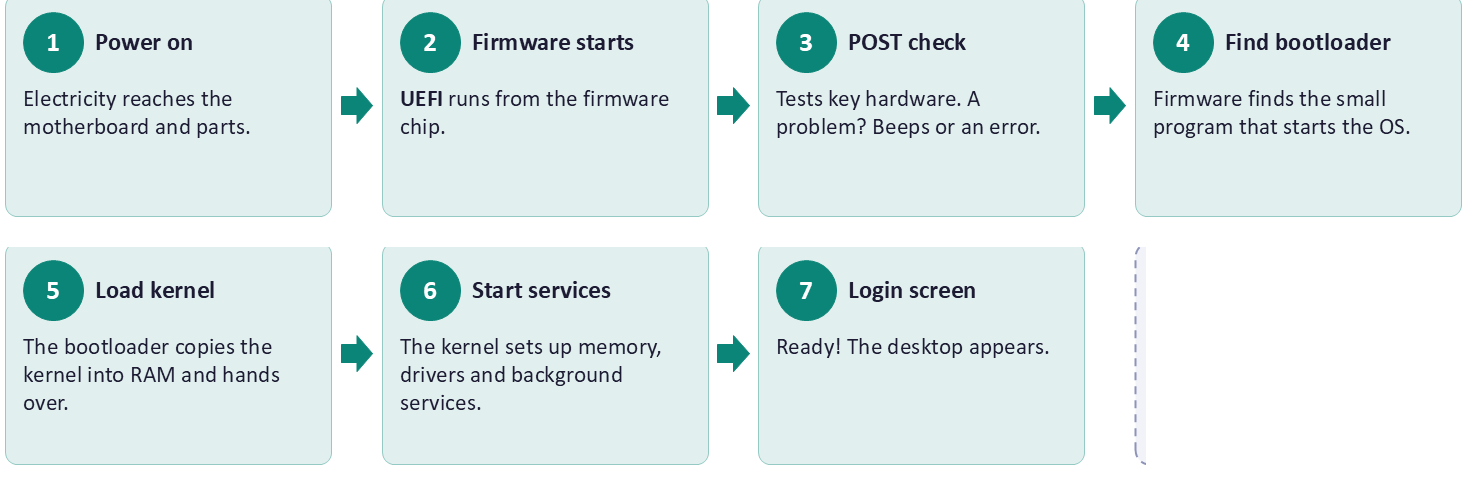 1 Power on
Electricity reaches the
motherboard and parts.
2 Firmware starts
UEFI runs from the firmware
chip.
3 POST check
Tests key hardware. A
problem? Beeps or an error.
4 Find bootloader
Firmware finds the small
program that starts the OS.
5 Load kernel
The bootloader copies the
kernel into RAM and hands
over.
6 Start services
The kernel sets up memory,
drivers and background
services.
7 Login screen
Ready! The desktop appears.